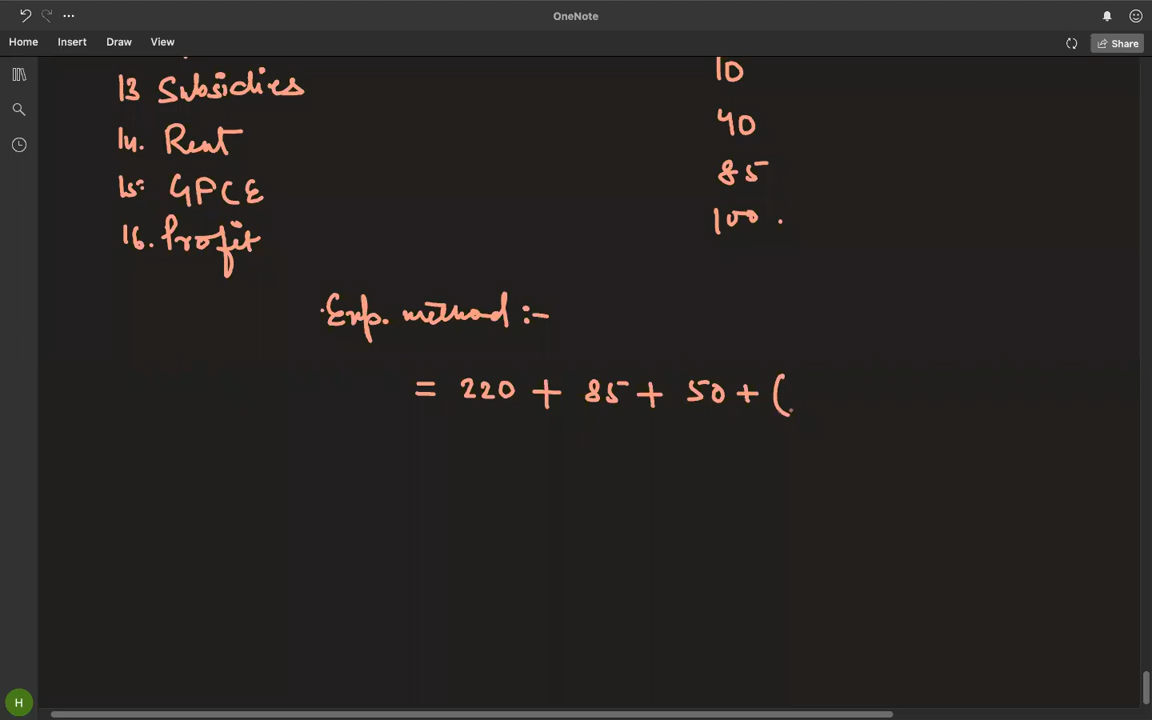 OneNote
Home Insert Draw View Share
13 Subsidies 10
14. Rent 40
15: GPCE 85
16. Profit 100.
Exp. method :-
= 220 + 85 + 50 + (
H